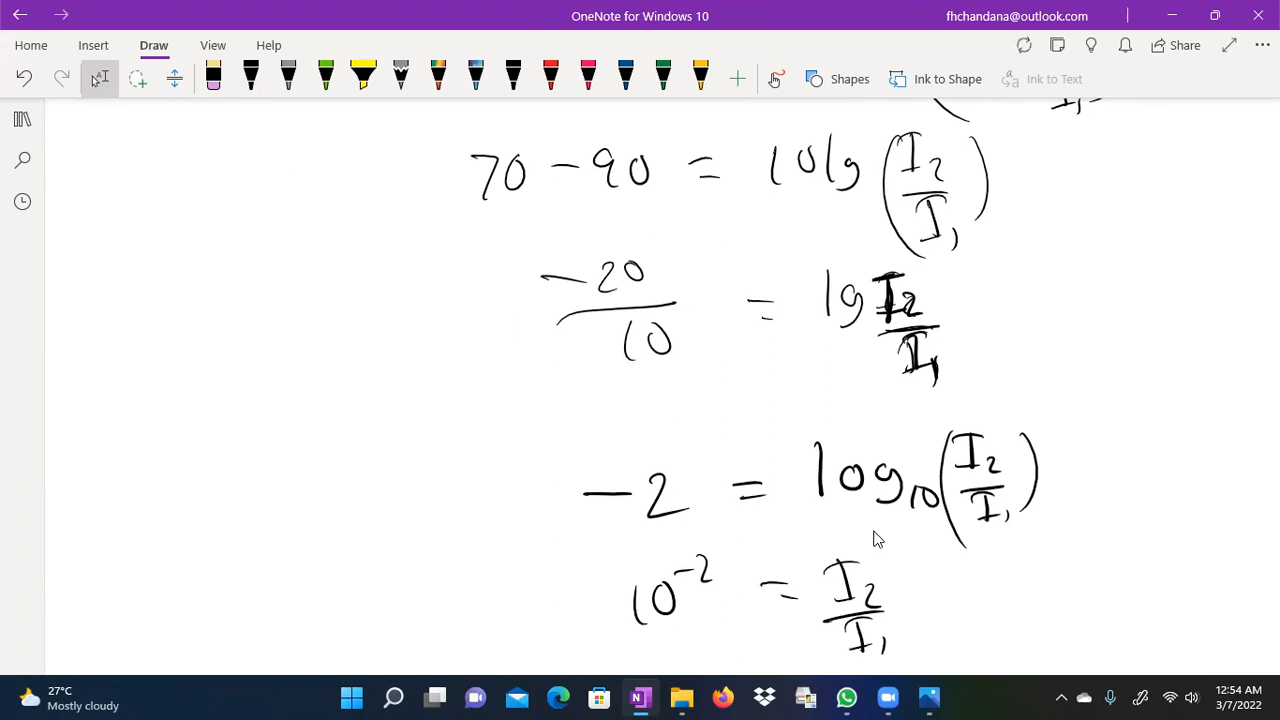 OneNote for Windows 10
fhchandana@outlook.com
Home Insert Draw View Help
Share
Shapes
Ink to Shape
Ink to Text
70 - 90 = 10 lg (I₂/I₁)
-20/10 = lg I₂/I₁
-2 = log₁₀ (I₂/I₁)
10⁻² = I₂/I₁
27°C
Mostly cloudy
12:54 AM
3/7/2022